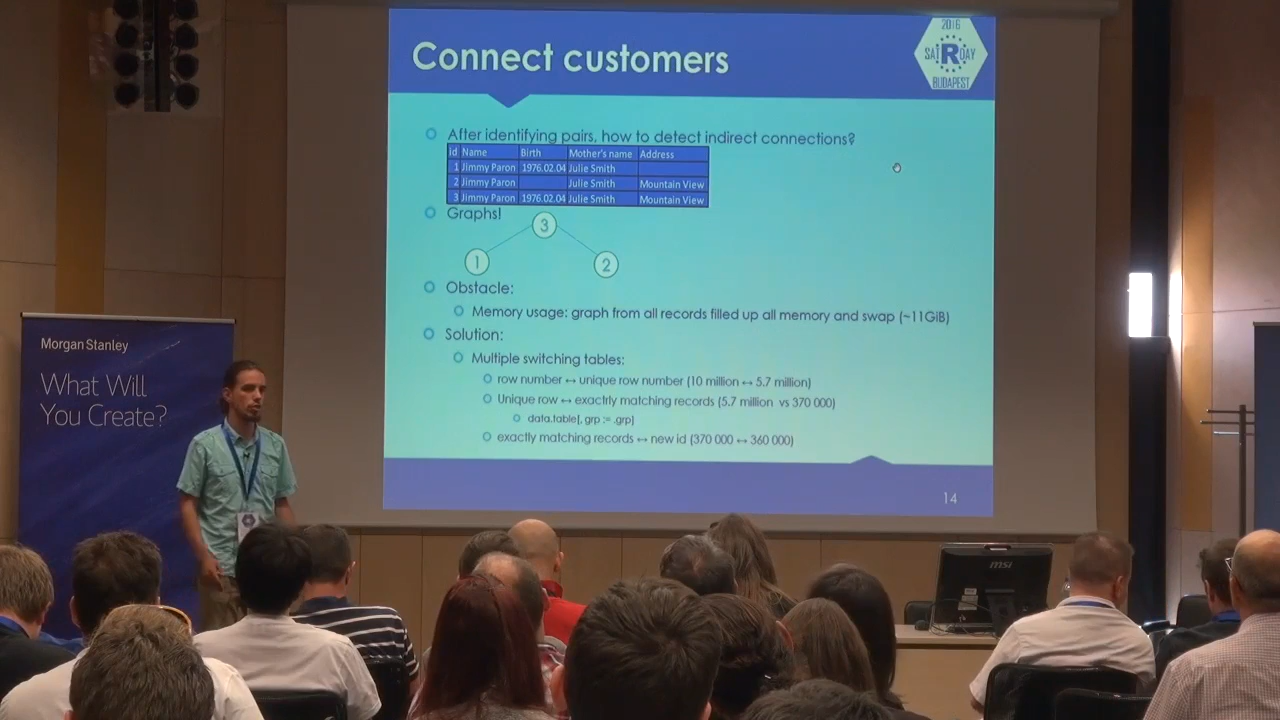 2016
SAT R DAY
BUDAPEST
Connect customers
After identifying pairs, how to detect indirect connections?
Id Name Birth Mother's name Address
1 Jimmy Paron 1976.02.04 Julie Smith
2 Jimmy Paron Julie Smith Mountain View
3 Jimmy Paron 1976.02.04 Julie Smith Mountain View
Graphs!
3
1 2
Obstacle:
Memory usage: graph from all records filled up all memory and swap (~11GiB)
Solution:
Multiple switching tables:
row number ↔ unique row number (10 million ↔ 5.7 million)
Unique row ↔ exactrly matching records (5.7 million vs 370 000)
data.table[, grp := .grp]
exactly matching records ↔ new id (370 000 ↔ 360 000)
14
Morgan Stanley
What Will
You Create?
msi